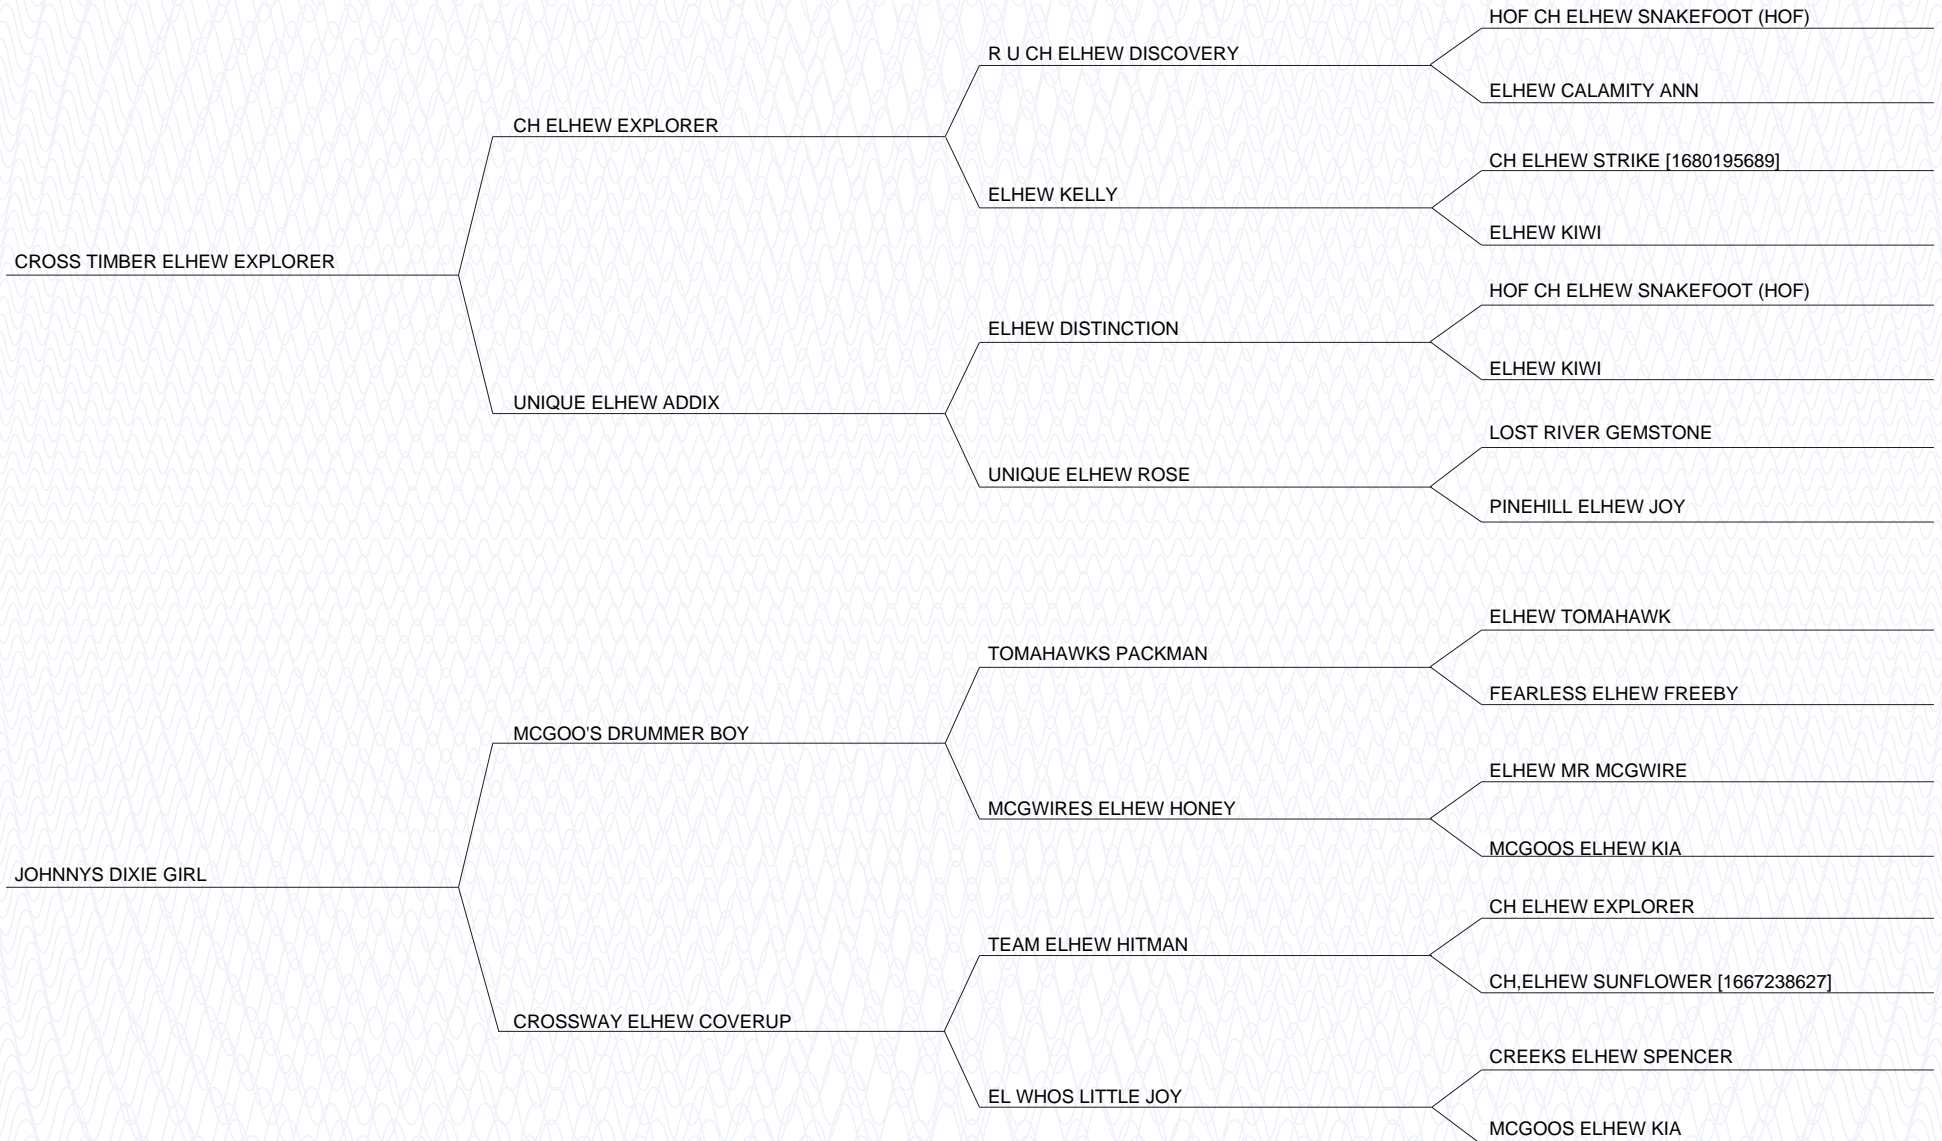 HOF CH ELHEW SNAKEFOOT (HOF)
R U CH ELHEW DISCOVERY
ELHEW CALAMITY ANN
CH ELHEW EXPLORER
CH ELHEW STRIKE [1680195689]
ELHEW KELLY
ELHEW KIWI
CROSS TIMBER ELHEW EXPLORER
HOF CH ELHEW SNAKEFOOT (HOF)
ELHEW DISTINCTION
ELHEW KIWI
UNIQUE ELHEW ADDIX
LOST RIVER GEMSTONE
UNIQUE ELHEW ROSE
PINEHILL ELHEW JOY
ELHEW TOMAHAWK
TOMAHAWKS PACKMAN
FEARLESS ELHEW FREEBY
MCGOO'S DRUMMER BOY
ELHEW MR MCGWIRE
MCGWIRES ELHEW HONEY
MCGOOS ELHEW KIA
JOHNNYS DIXIE GIRL
CH ELHEW EXPLORER
TEAM ELHEW HITMAN
CH,ELHEW SUNFLOWER [1667238627]
CROSSWAY ELHEW COVERUP
CREEKS ELHEW SPENCER
EL WHOS LITTLE JOY
MCGOOS ELHEW KIA